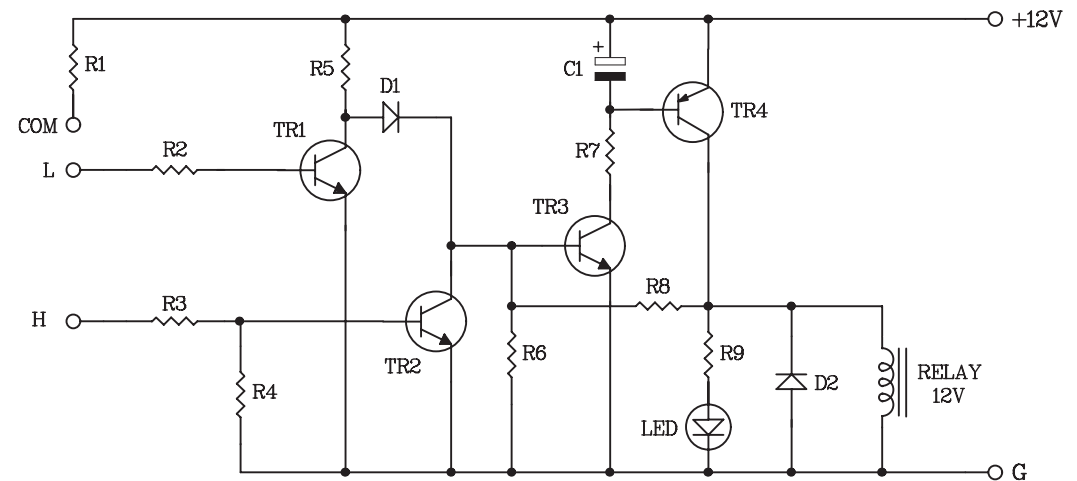 +12V
R1
R5
C1
+
D1
COM
TR1
TR4
L
R2
R7
TR3
R8
H
R3
R6
R9
TR2
D2
RELAY
12V
R4
LED
G